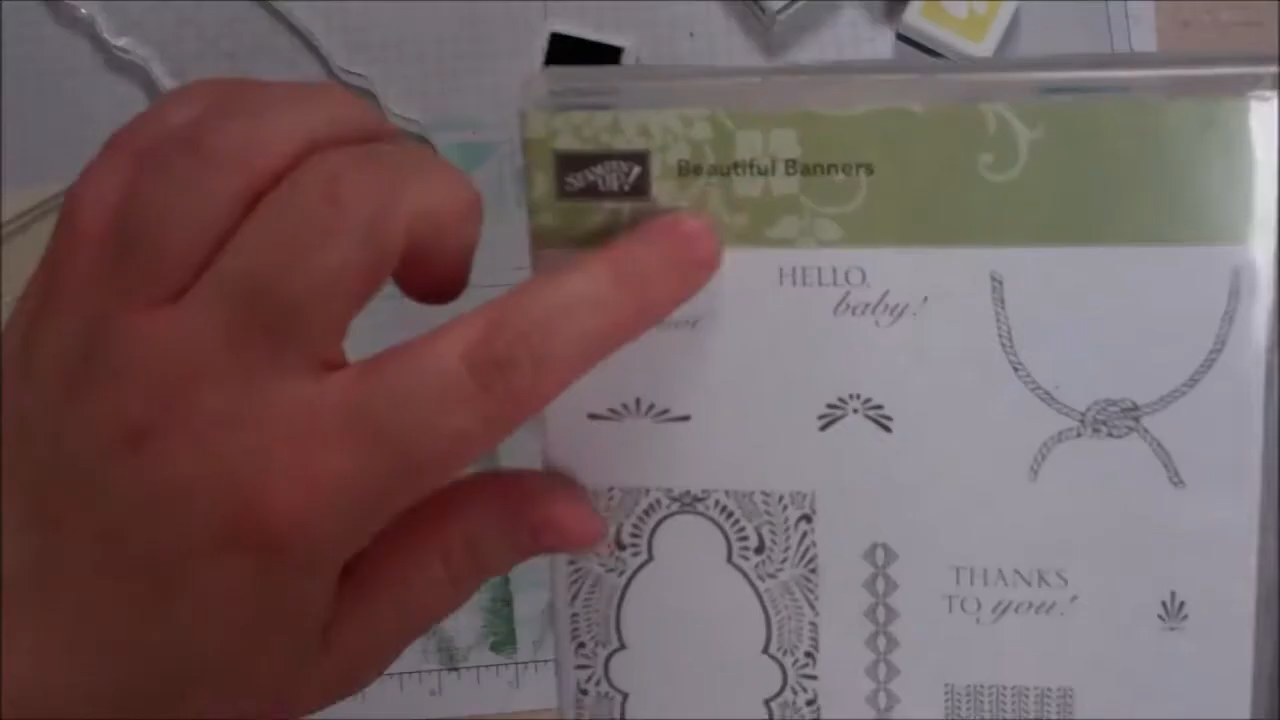 STAMPIN' UP!
Beautiful Banners
HELLO,
baby!
THANKS
TO you!